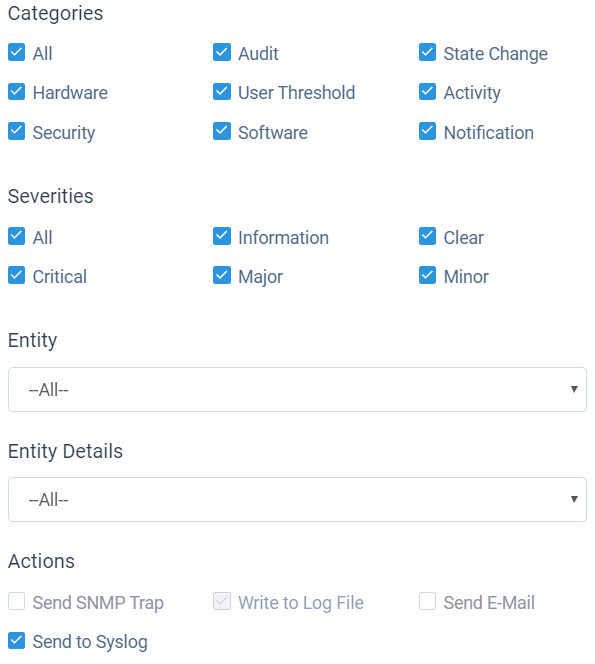 Categories
All Audit State Change
Hardware User Threshold Activity
Security Software Notification
Severities
All Information Clear
Critical Major Minor
Entity
--All--
Entity Details
--All--
Actions
Send SNMP Trap Write to Log File Send E-Mail
Send to Syslog